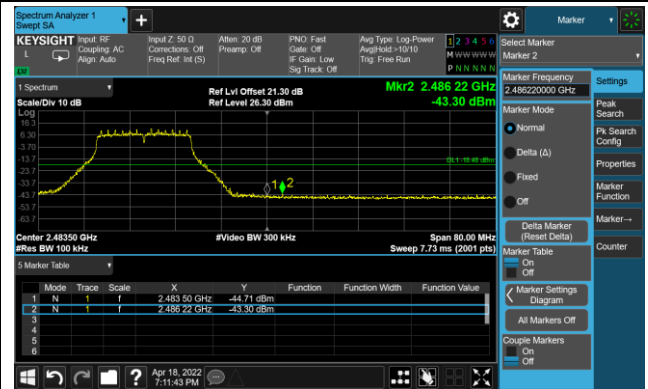 Spectrum Analyzer 1
Swept SA
+
Marker
KEYSIGHT
L
LXI
Input: RF
Coupling: AC
Align: Auto
Input Z: 50 Ω
Corrections: Off
Freq Ref: Int (S)
Atten: 20 dB
Preamp: Off
PNO: Fast
Gate: Off
IF Gain: Low
Sig Track: Off
Avg Type: Log-Power
Avg|Hold:>10/10
Trig: Free Run
1 2 3 4 5 6
M W W W W W
P N N N N N
Select Marker
Marker 2
1 Spectrum
Scale/Div 10 dB
Ref Lvl Offset 21.30 dB
Ref Level 26.30 dBm
Mkr2 2.486 22 GHz
-43.30 dBm
Log
16.3
6.30
-3.70
-13.7
-23.7
-33.7
-43.7
-53.7
-63.7
DL1 -18.48 dBm
1
2
Center 2.48350 GHz
#Res BW 100 kHz
#Video BW 300 kHz
Span 80.00 MHz
Sweep 7.73 ms (2001 pts)
5 Marker Table
Mode Trace Scale X Y Function Function Width Function Value
1 N 1 f 2.483 50 GHz -44.71 dBm
2 N 1 f 2.486 22 GHz -43.30 dBm
3
4
5
6
Marker Frequency
2.486220000 GHz
Marker Mode
Normal
Delta (Δ)
Fixed
Off
Delta Marker
(Reset Delta)
Marker Table
On
Off
Marker Settings
Diagram
All Markers Off
Couple Markers
On
Off
Settings
Peak
Search
Pk Search
Config
Properties
Marker
Function
Marker→
Counter
?
Apr 18, 2022
7:11:43 PM